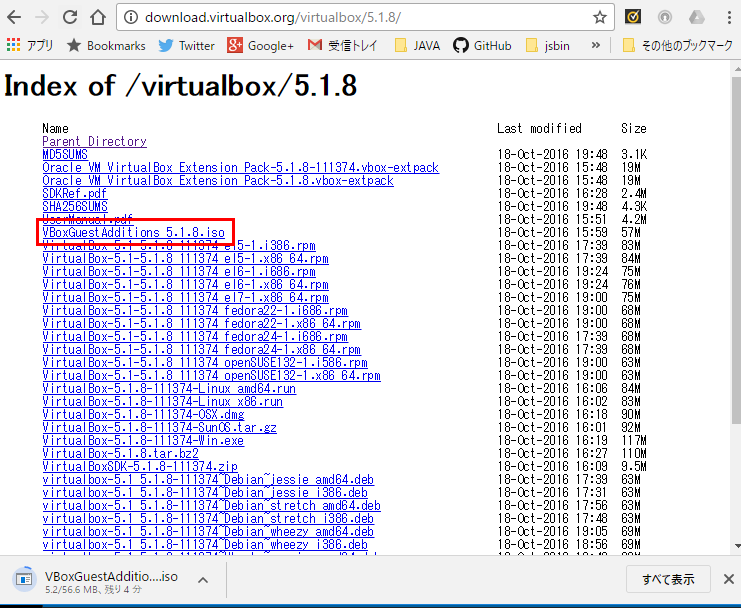 download.virtualbox.org/virtualbox/5.1.8/
アプリ Bookmarks Twitter Google+ 受信トレイ JAVA GitHub jsbin » その他のブックマーク
Index of /virtualbox/5.1.8
Name Last modified Size
Parent Directory
MD5SUMS 18-Oct-2016 19:48 3.1K
Oracle VM VirtualBox Extension Pack-5.1.8-111374.vbox-extpack 18-Oct-2016 15:48 19M
Oracle VM VirtualBox Extension Pack-5.1.8.vbox-extpack 18-Oct-2016 15:48 19M
SDKRef.pdf 18-Oct-2016 16:28 2.4M
SHA256SUMS 18-Oct-2016 19:48 4.3K
UserManual.pdf 18-Oct-2016 15:51 4.2M
VBoxGuestAdditions_5.1.8.iso 18-Oct-2016 15:59 57M
VirtualBox-5.1-5.1.8_111374_el5-1.i386.rpm 18-Oct-2016 17:39 83M
VirtualBox-5.1-5.1.8_111374_el5-1.x86_64.rpm 18-Oct-2016 17:39 84M
VirtualBox-5.1-5.1.8_111374_el6-1.i686.rpm 18-Oct-2016 19:24 75M
VirtualBox-5.1-5.1.8_111374_el6-1.x86_64.rpm 18-Oct-2016 19:24 76M
VirtualBox-5.1-5.1.8_111374_el7-1.x86_64.rpm 18-Oct-2016 19:00 75M
VirtualBox-5.1-5.1.8_111374_fedora22-1.i686.rpm 18-Oct-2016 19:00 68M
VirtualBox-5.1-5.1.8_111374_fedora22-1.x86_64.rpm 18-Oct-2016 19:00 68M
VirtualBox-5.1-5.1.8_111374_fedora24-1.i686.rpm 18-Oct-2016 17:39 68M
VirtualBox-5.1-5.1.8_111374_fedora24-1.x86_64.rpm 18-Oct-2016 17:39 68M
VirtualBox-5.1-5.1.8_111374_openSUSE132-1.i586.rpm 18-Oct-2016 19:00 63M
VirtualBox-5.1-5.1.8_111374_openSUSE132-1.x86_64.rpm 18-Oct-2016 19:00 63M
VirtualBox-5.1.8-111374-Linux_amd64.run 18-Oct-2016 16:06 84M
VirtualBox-5.1.8-111374-Linux_x86.run 18-Oct-2016 16:02 83M
VirtualBox-5.1.8-111374-OSX.dmg 18-Oct-2016 16:18 90M
VirtualBox-5.1.8-111374-SunOS.tar.gz 18-Oct-2016 16:01 92M
VirtualBox-5.1.8-111374-Win.exe 18-Oct-2016 16:19 117M
VirtualBox-5.1.8.tar.bz2 18-Oct-2016 16:27 110M
VirtualBoxSDK-5.1.8-111374.zip 18-Oct-2016 16:09 9.5M
virtualbox-5.1_5.1.8-111374~Debian~jessie_amd64.deb 18-Oct-2016 17:39 63M
virtualbox-5.1_5.1.8-111374~Debian~jessie_i386.deb 18-Oct-2016 17:31 63M
virtualbox-5.1_5.1.8-111374~Debian~stretch_amd64.deb 18-Oct-2016 17:56 63M
virtualbox-5.1_5.1.8-111374~Debian~stretch_i386.deb 18-Oct-2016 17:48 63M
virtualbox-5.1_5.1.8-111374~Debian~wheezy_amd64.deb 18-Oct-2016 19:05 69M
virtualbox-5.1_5.1.8-111374~Debian~wheezy_i386.deb 18-Oct-2016 18:56 68M
VBoxGuestAdditio....iso すべて表示
5.2/56.6 MB、残り 4 分